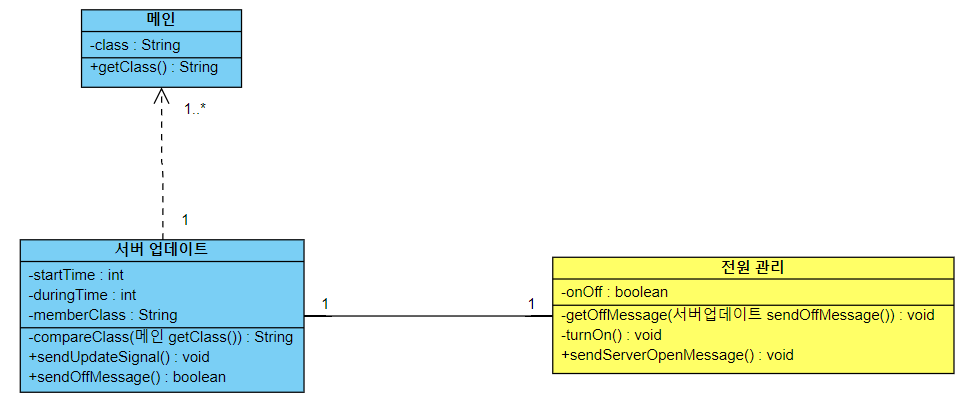 메인
-class : String
+getClass() : String
1..*
1
서버 업데이트
-startTime : int
-duringTime : int
-memberClass : String
-compareClass(메인 getClass()) : String
+sendUpdateSignal() : void
+sendOffMessage() : boolean
1
1
전원 관리
-onOff : boolean
-getOffMessage(서버업데이트 sendOffMessage()) : void
-turnOn() : void
+sendServerOpenMessage() : void